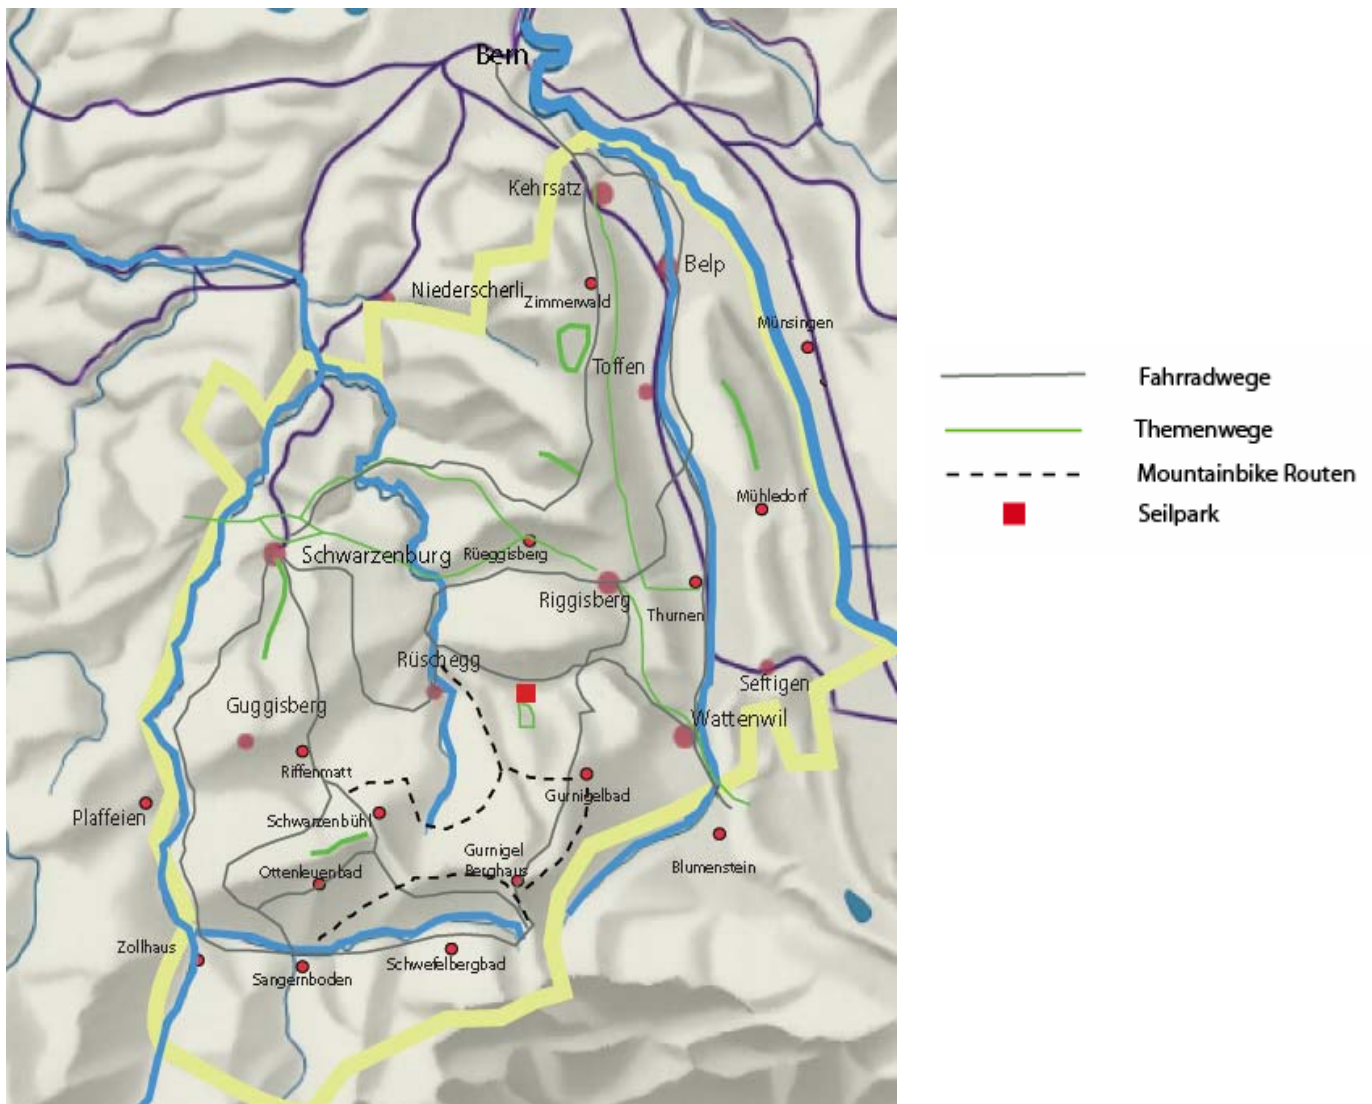 Bern
Kehrsatz
Belp
Niederscherli
Zimmerwald
Münsingen
Toffen
Mühledorf
Schwarzenburg
Rüeggisberg
Riggisberg
Thurnen
Rüschegg
Seftigen
Guggisberg
Wattenwil
Riffenmatt
Gurnigelbad
Plaffeien
Schwarzenbühl
Gurnigel
Berghaus
Ottenleuenbad
Blumenstein
Zollhaus
Schwefelbergbad
Sangernboden
Fahrradwege
Themenwege
Mountainbike Routen
Seilpark